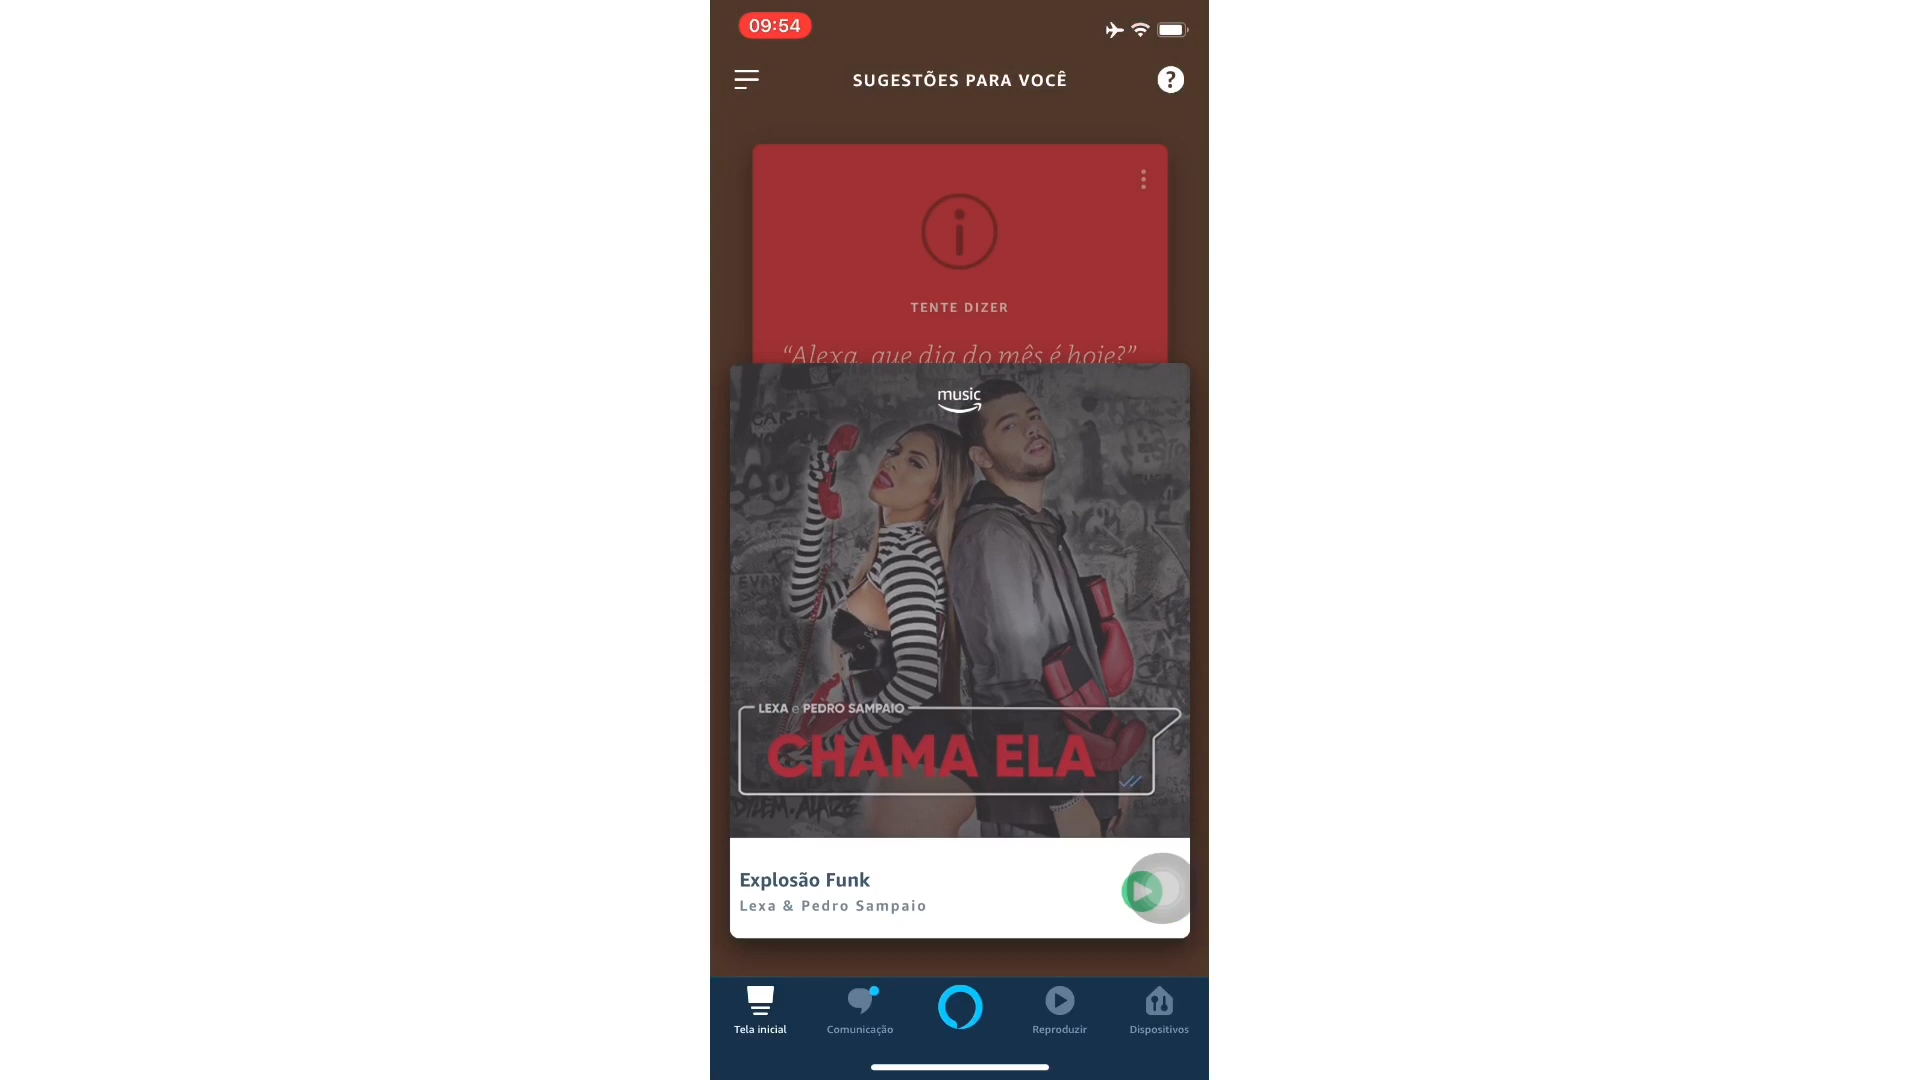 09:54
SUGESTÕES PARA VOCÊ
?
TENTE DIZER
“Alexa, que dia do mês é hoje?”
music
LEXA e PEDRO SAMPAIO
CHAMA ELA
Explosão Funk
Lexa & Pedro Sampaio
Tela inicial
Comunicação
Reproduzir
Dispositivos